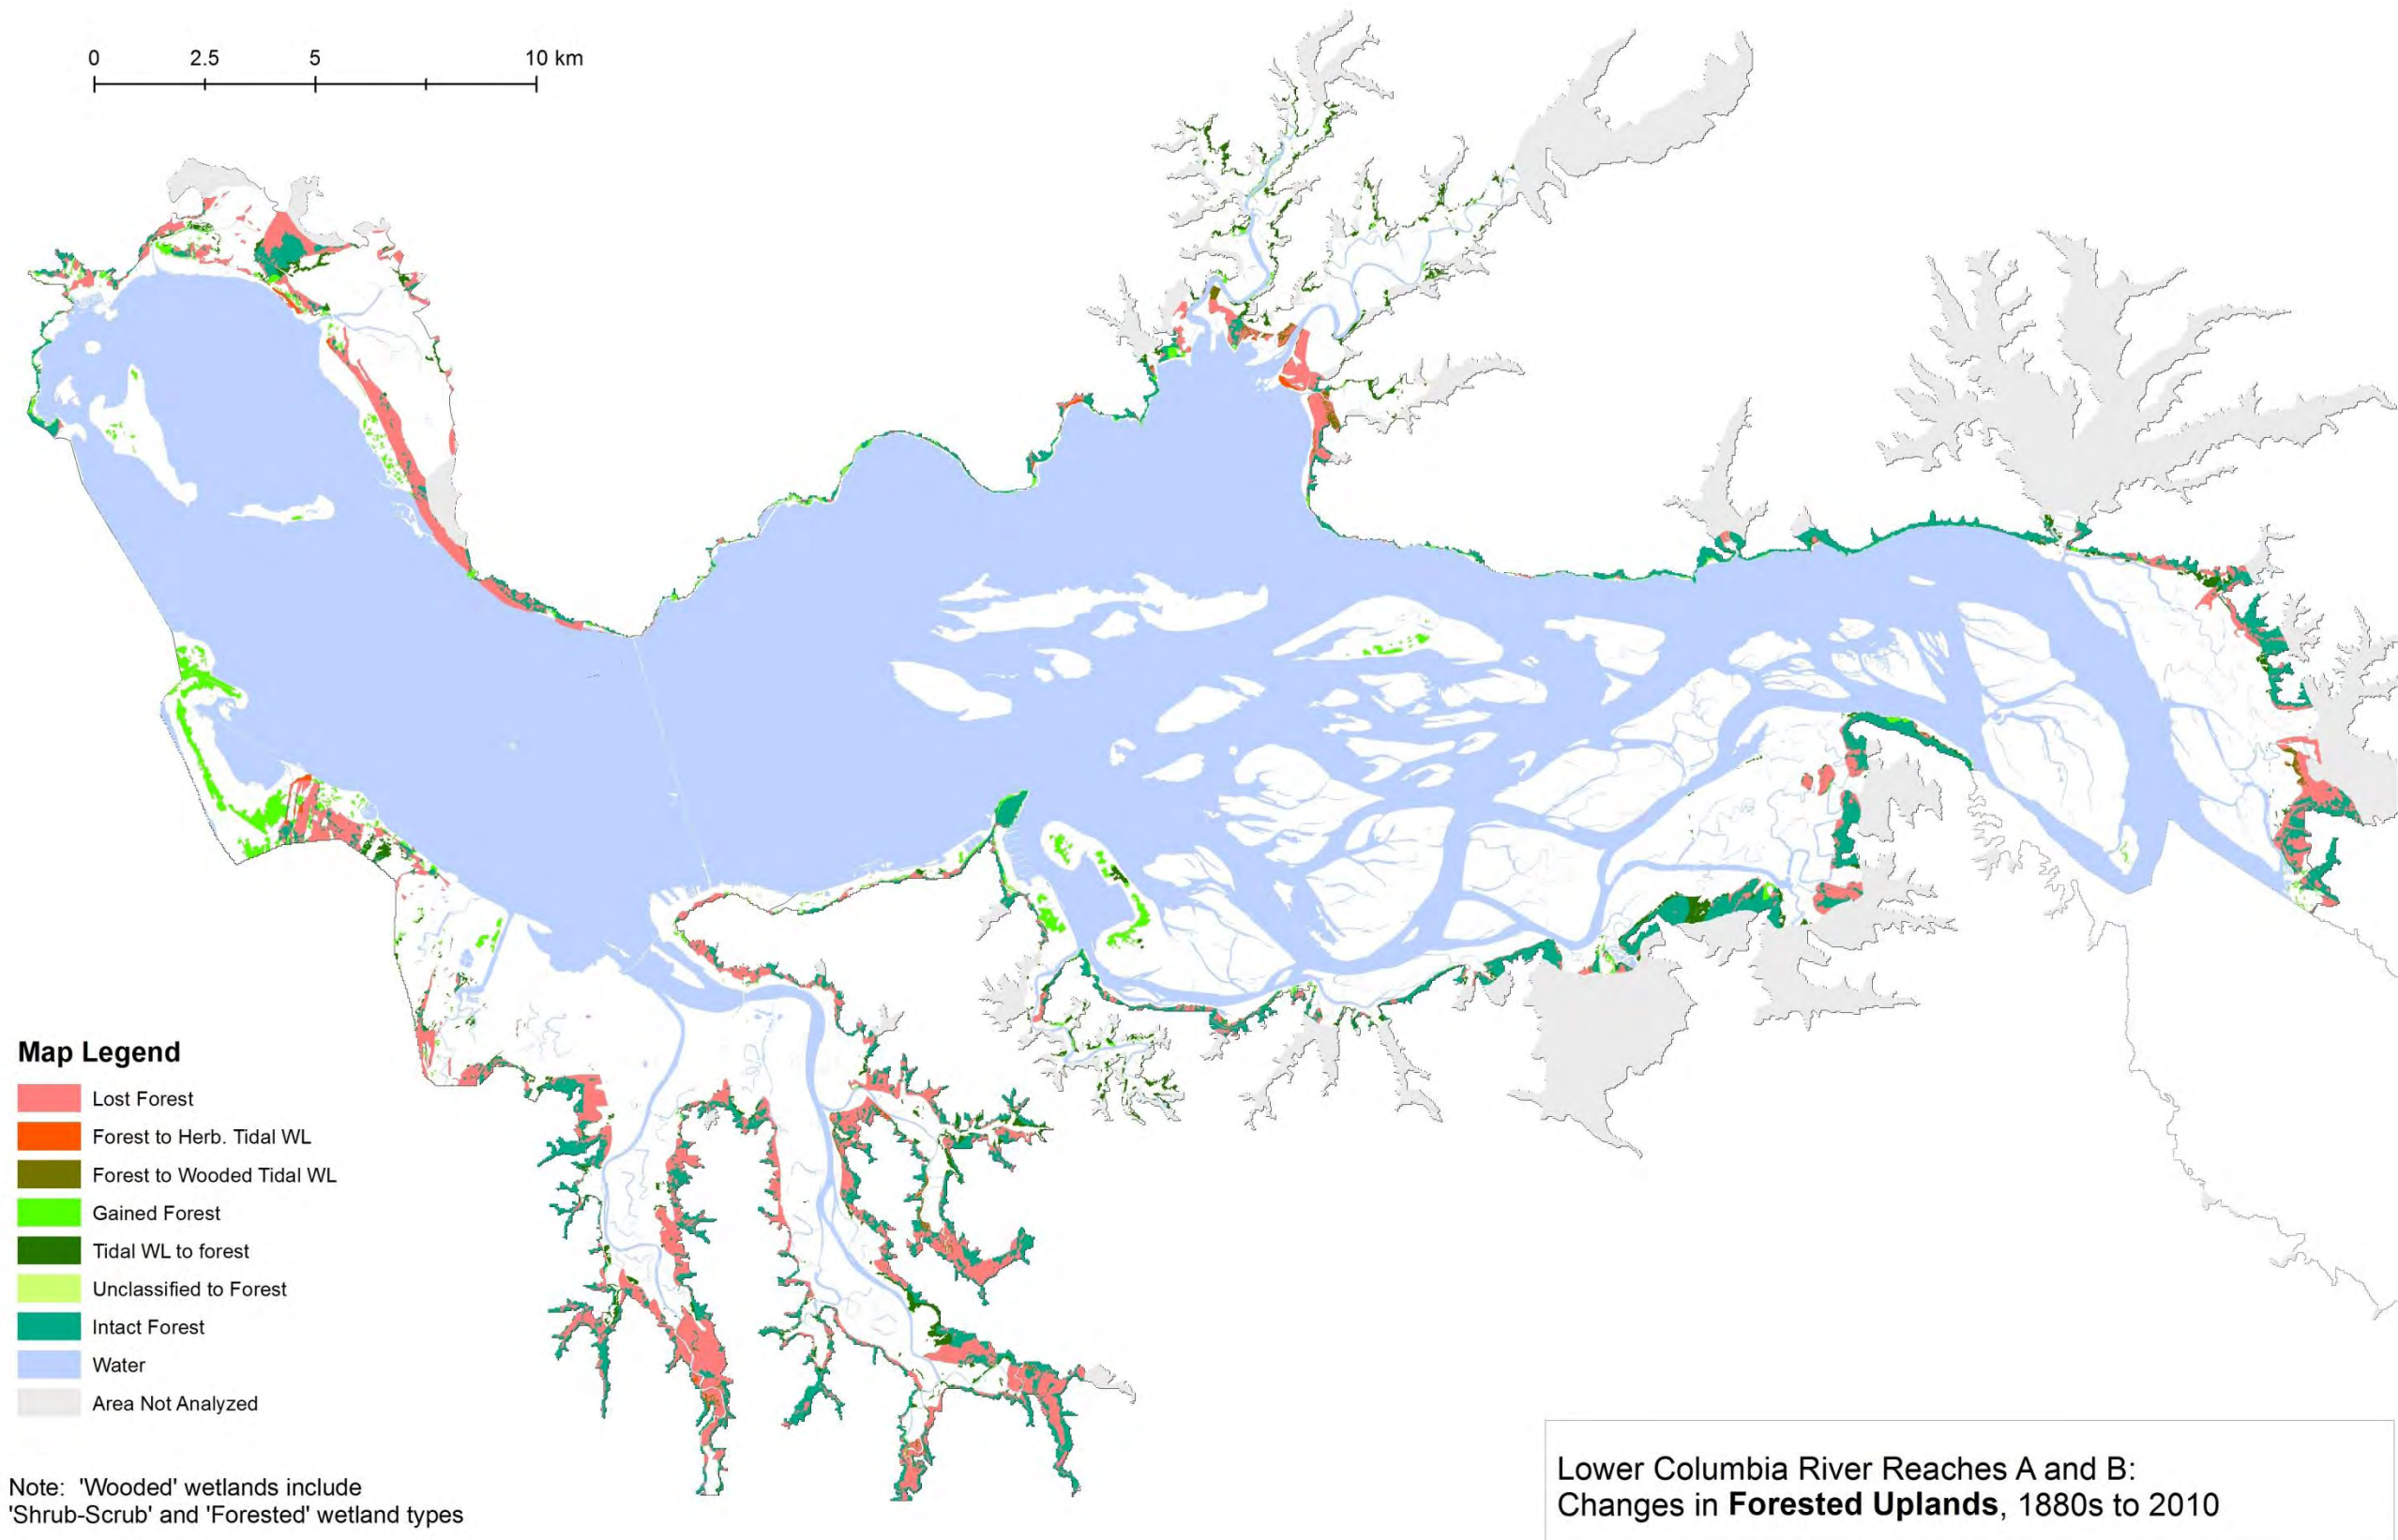 0 2.5 5 10 km
Map Legend
Lost Forest
Forest to Herb. Tidal WL
Forest to Wooded Tidal WL
Gained Forest
Tidal WL to forest
Unclassified to Forest
Intact Forest
Water
Area Not Analyzed
Note: 'Wooded' wetlands include
'Shrub-Scrub' and 'Forested' wetland types
Lower Columbia River Reaches A and B:
Changes in Forested Uplands, 1880s to 2010